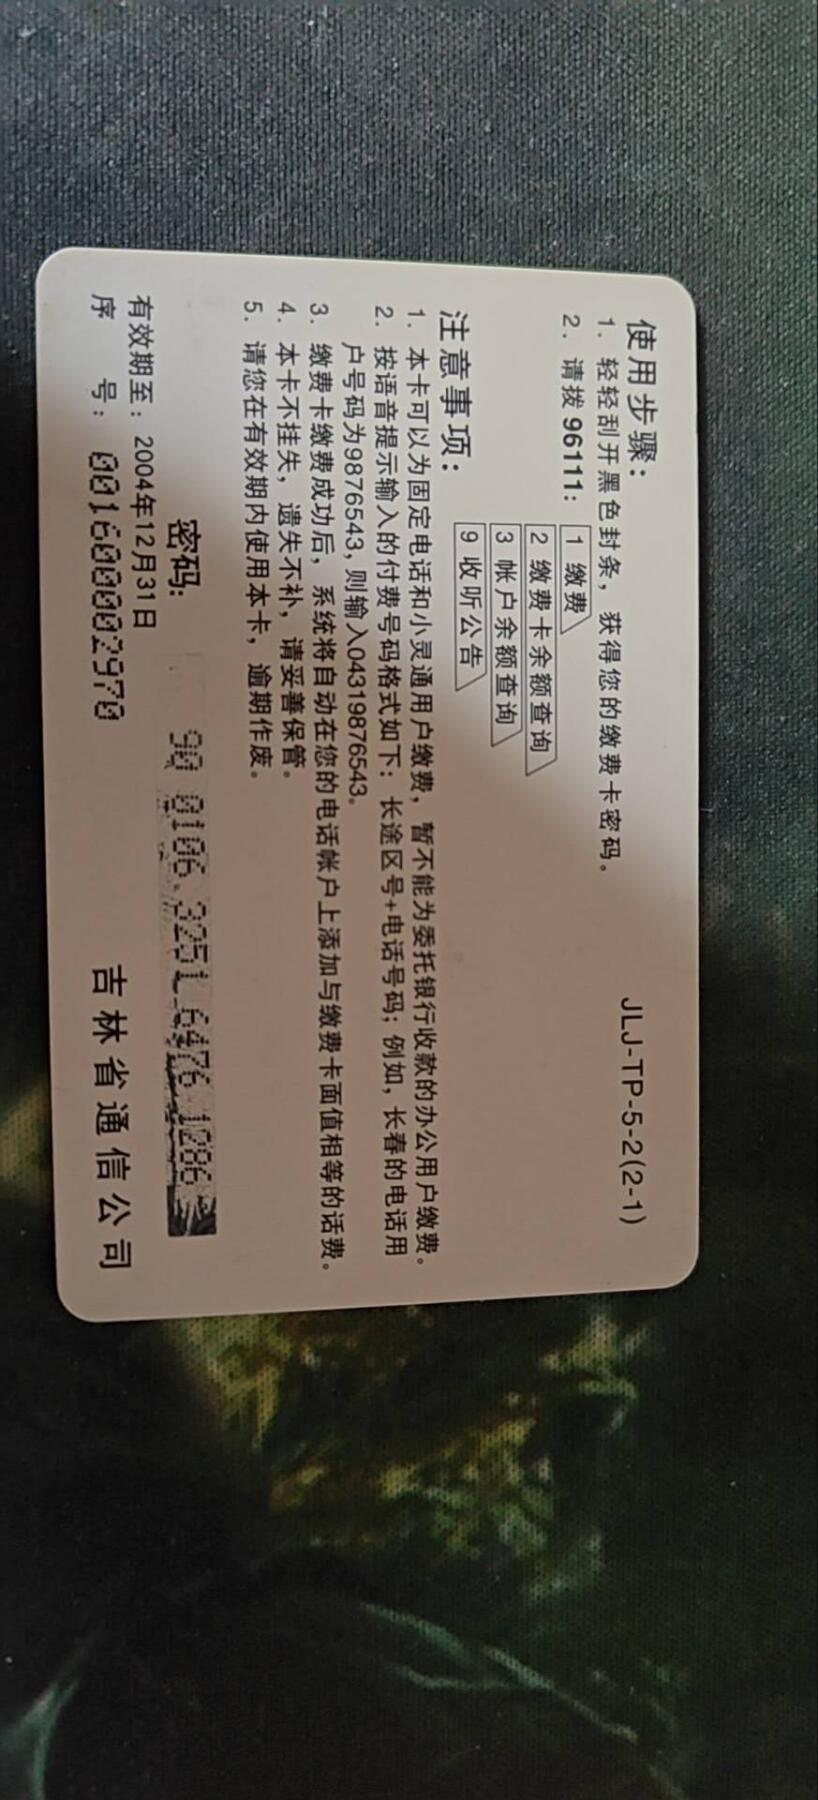 JLJ-TP-5-2(2-1)
使用步骤：
1. 轻轻刮开黑色封条，获得您的缴费卡密码。
2. 请拨96111：
1 缴费
2 缴费卡余额查询
3 帐户余额查询
9 收听公告
注意事项：
1. 本卡可以为固定电话和小灵通用户缴费，暂不能为委托银行收款的办公用户缴费。
2. 按语音提示输入的付费号码格式如下：长途区号+电话号码；例如，长春的电话用
户号码为9876543，则输入04319876543。
3. 缴费卡缴费成功后，系统将自动在您的电话帐户上添加与缴费卡面值相等的话费。
4. 本卡不挂失，遗失不补，请妥善保管。
5. 请您在有效期内使用本卡，逾期作废。
密码: 90 0106 3251 6476 1286
有效期至：2004年12月31日
序 号：001600002970
吉林省通信公司